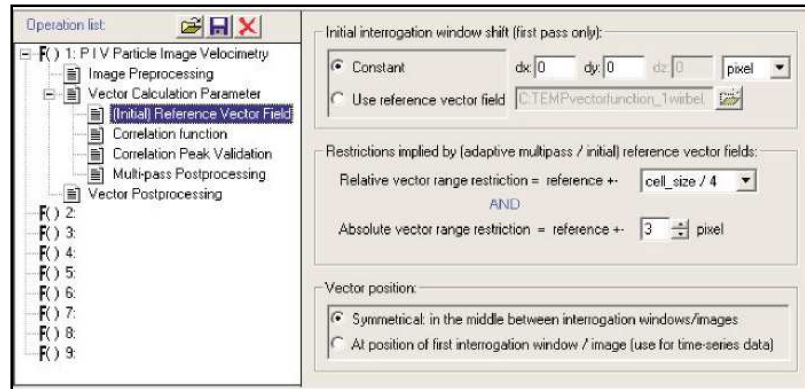 Operation list:
F() 1: P I V Particle Image Velocimetry
Image Preprocessing
Vector Calculation Parameter
(Initial) Reference Vector Field
Correlation function
Correlation Peak Validation
Multi-pass Postprocessing
Vector Postprocessing
F() 2:
F() 3:
F() 4:
F() 5:
F() 6:
F() 7:
F() 8:
F() 9:
Initial interrogation window shift (first pass only):
Constant dx: 0 dy: 0 dz: 0 pixel
Use reference vector field C:TEMPvectorfunction_1wirbel.
Restrictions implied by (adaptive multipass / initial) reference vector fields:
Relative vector range restriction = reference +- cell_size / 4
AND
Absolute vector range restriction = reference +- 3 pixel
Vector position:
Symmetrical: in the middle between interrogation windows/images
At position of first interrogation window / image (use for time-series data)